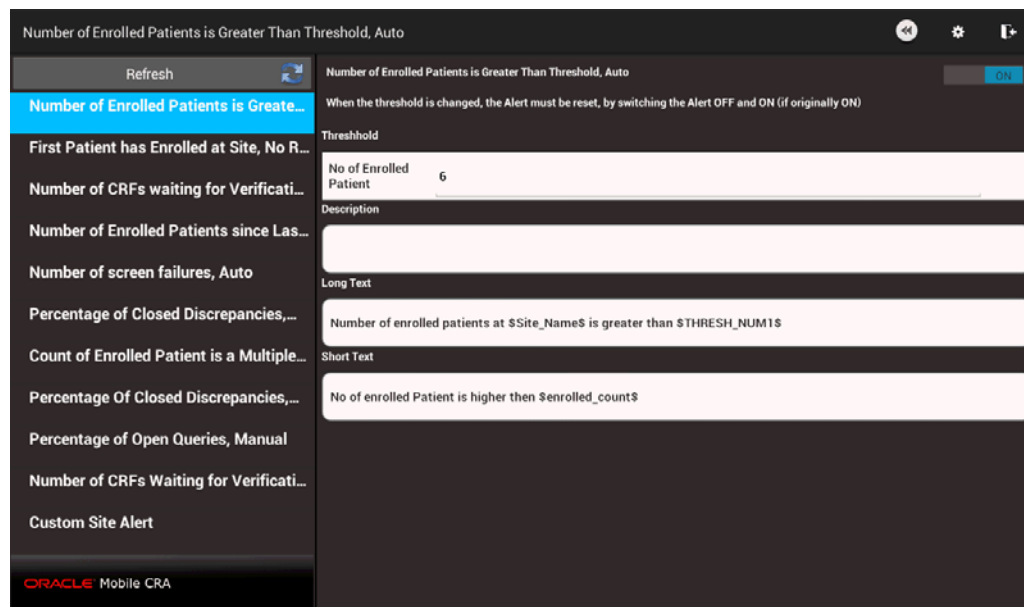 Number of Enrolled Patients is Greater Than Threshold, Auto
Refresh
Number of Enrolled Patients is Greate...
First Patient has Enrolled at Site, No R...
Number of CRFs waiting for Verificati...
Number of Enrolled Patients since Las...
Number of screen failures, Auto
Percentage of Closed Discrepancies,...
Count of Enrolled Patient is a Multiple...
Percentage Of Closed Discrepancies,...
Percentage of Open Queries, Manual
Number of CRFs Waiting for Verificati...
Custom Site Alert
ORACLE Mobile CRA
Number of Enrolled Patients is Greater Than Threshold, Auto
ON
When the threshold is changed, the Alert must be reset, by switching the Alert OFF and ON (if originally ON)
Threshhold
No of Enrolled
Patient
6
Description
Long Text
Number of enrolled patients at $Site_Name$ is greater than $THRESH_NUM1$
Short Text
No of enrolled Patient is higher then $enrolled_count$